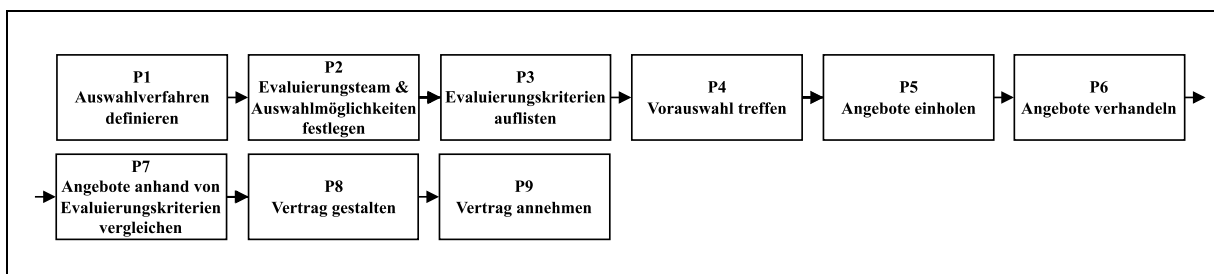 P1
Auswahlverfahren
definieren
P2
Evaluierungsteam &
Auswahlmöglichkeiten
festlegen
P3
Evaluierungskriterien
auflisten
P4
Vorauswahl treffen
P5
Angebote einholen
P6
Angebote verhandeln
P7
Angebote anhand von
Evaluierungskriterien
vergleichen
P8
Vertrag gestalten
P9
Vertrag annehmen